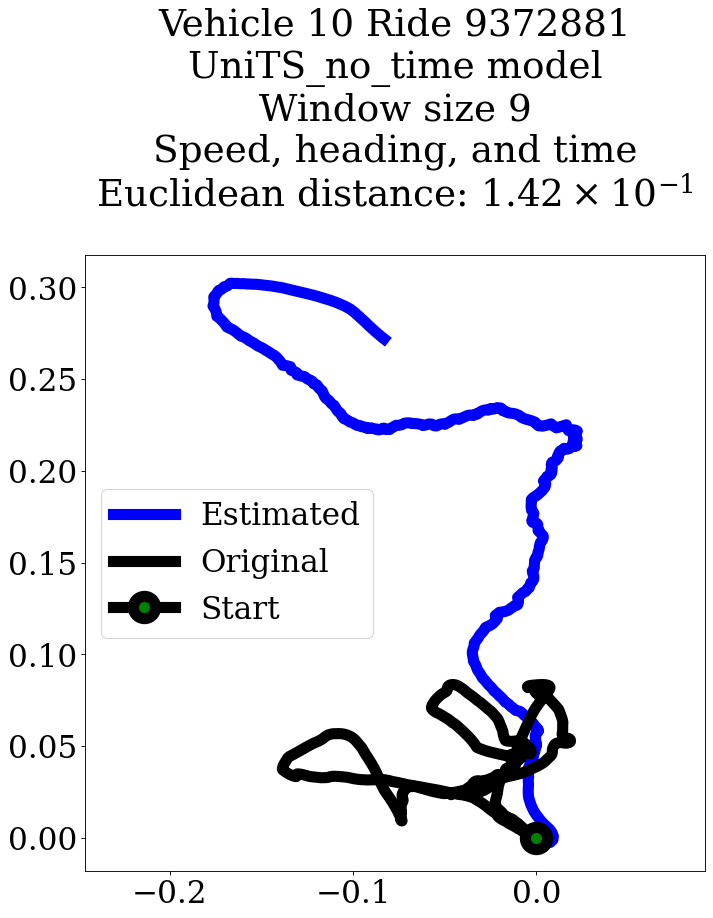 Vehicle 10 Ride 9372881
UniTS_no_time model
Window size 9
Speed, heading, and time
Euclidean distance: 1.42 × 10⁻¹
0.30
0.25
0.20
0.15
0.10
0.05
0.00
Estimated
Original
Start
−0.2
−0.1
0.0